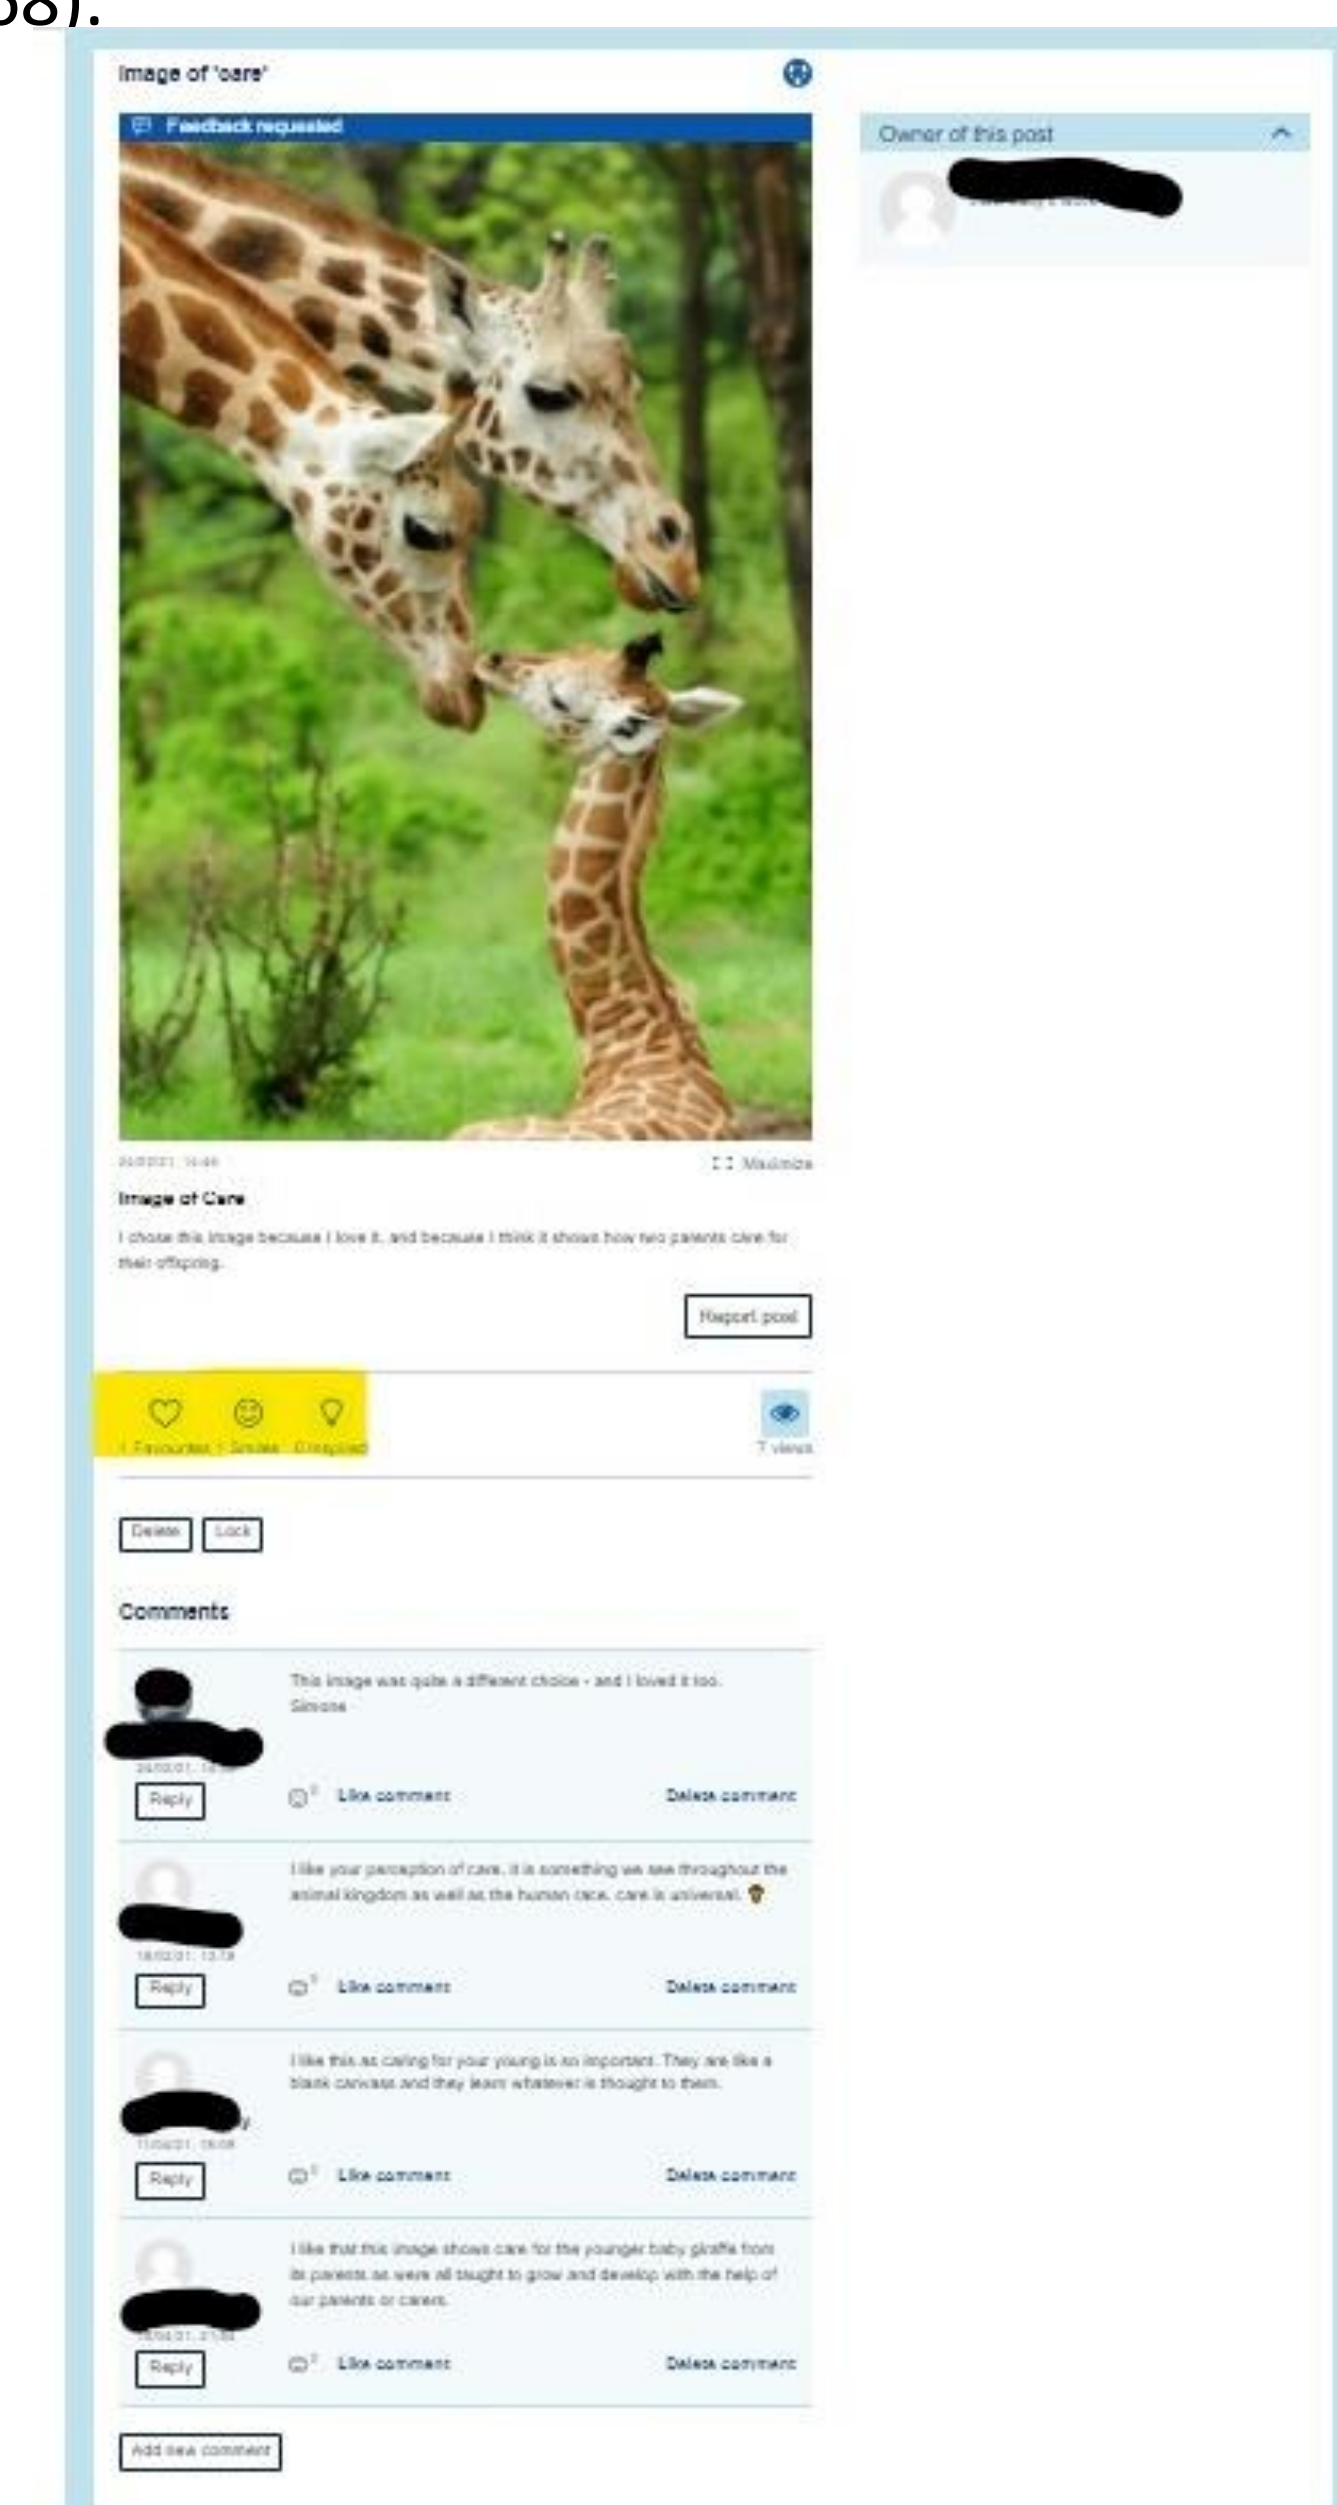 58).
Image of 'care'
Feedback requested
Owner of this post
Maximize
Image of Care
I chose this image because I love it, and because I think it shows how two parents care for
their offspring.
Report post
1 Favourites 1 Smiles 0 Inspired
7 views
Delete Lock
Comments
This image was quite a different choice - and I loved it too.
Simone
Reply Like comment Delete comment
I like your perception of care, it is something we see throughout the
animal kingdom as well as the human race, care is universal.
Reply Like comment Delete comment
I like this as caring for your young is so important. They are like a
blank canvass and they learn whatever is thought to them.
Reply Like comment Delete comment
I like that this image shows care for the younger baby giraffe from
its parents as were all taught to grow and develop with the help of
our parents or carers.
Reply Like comment Delete comment
Add new comment